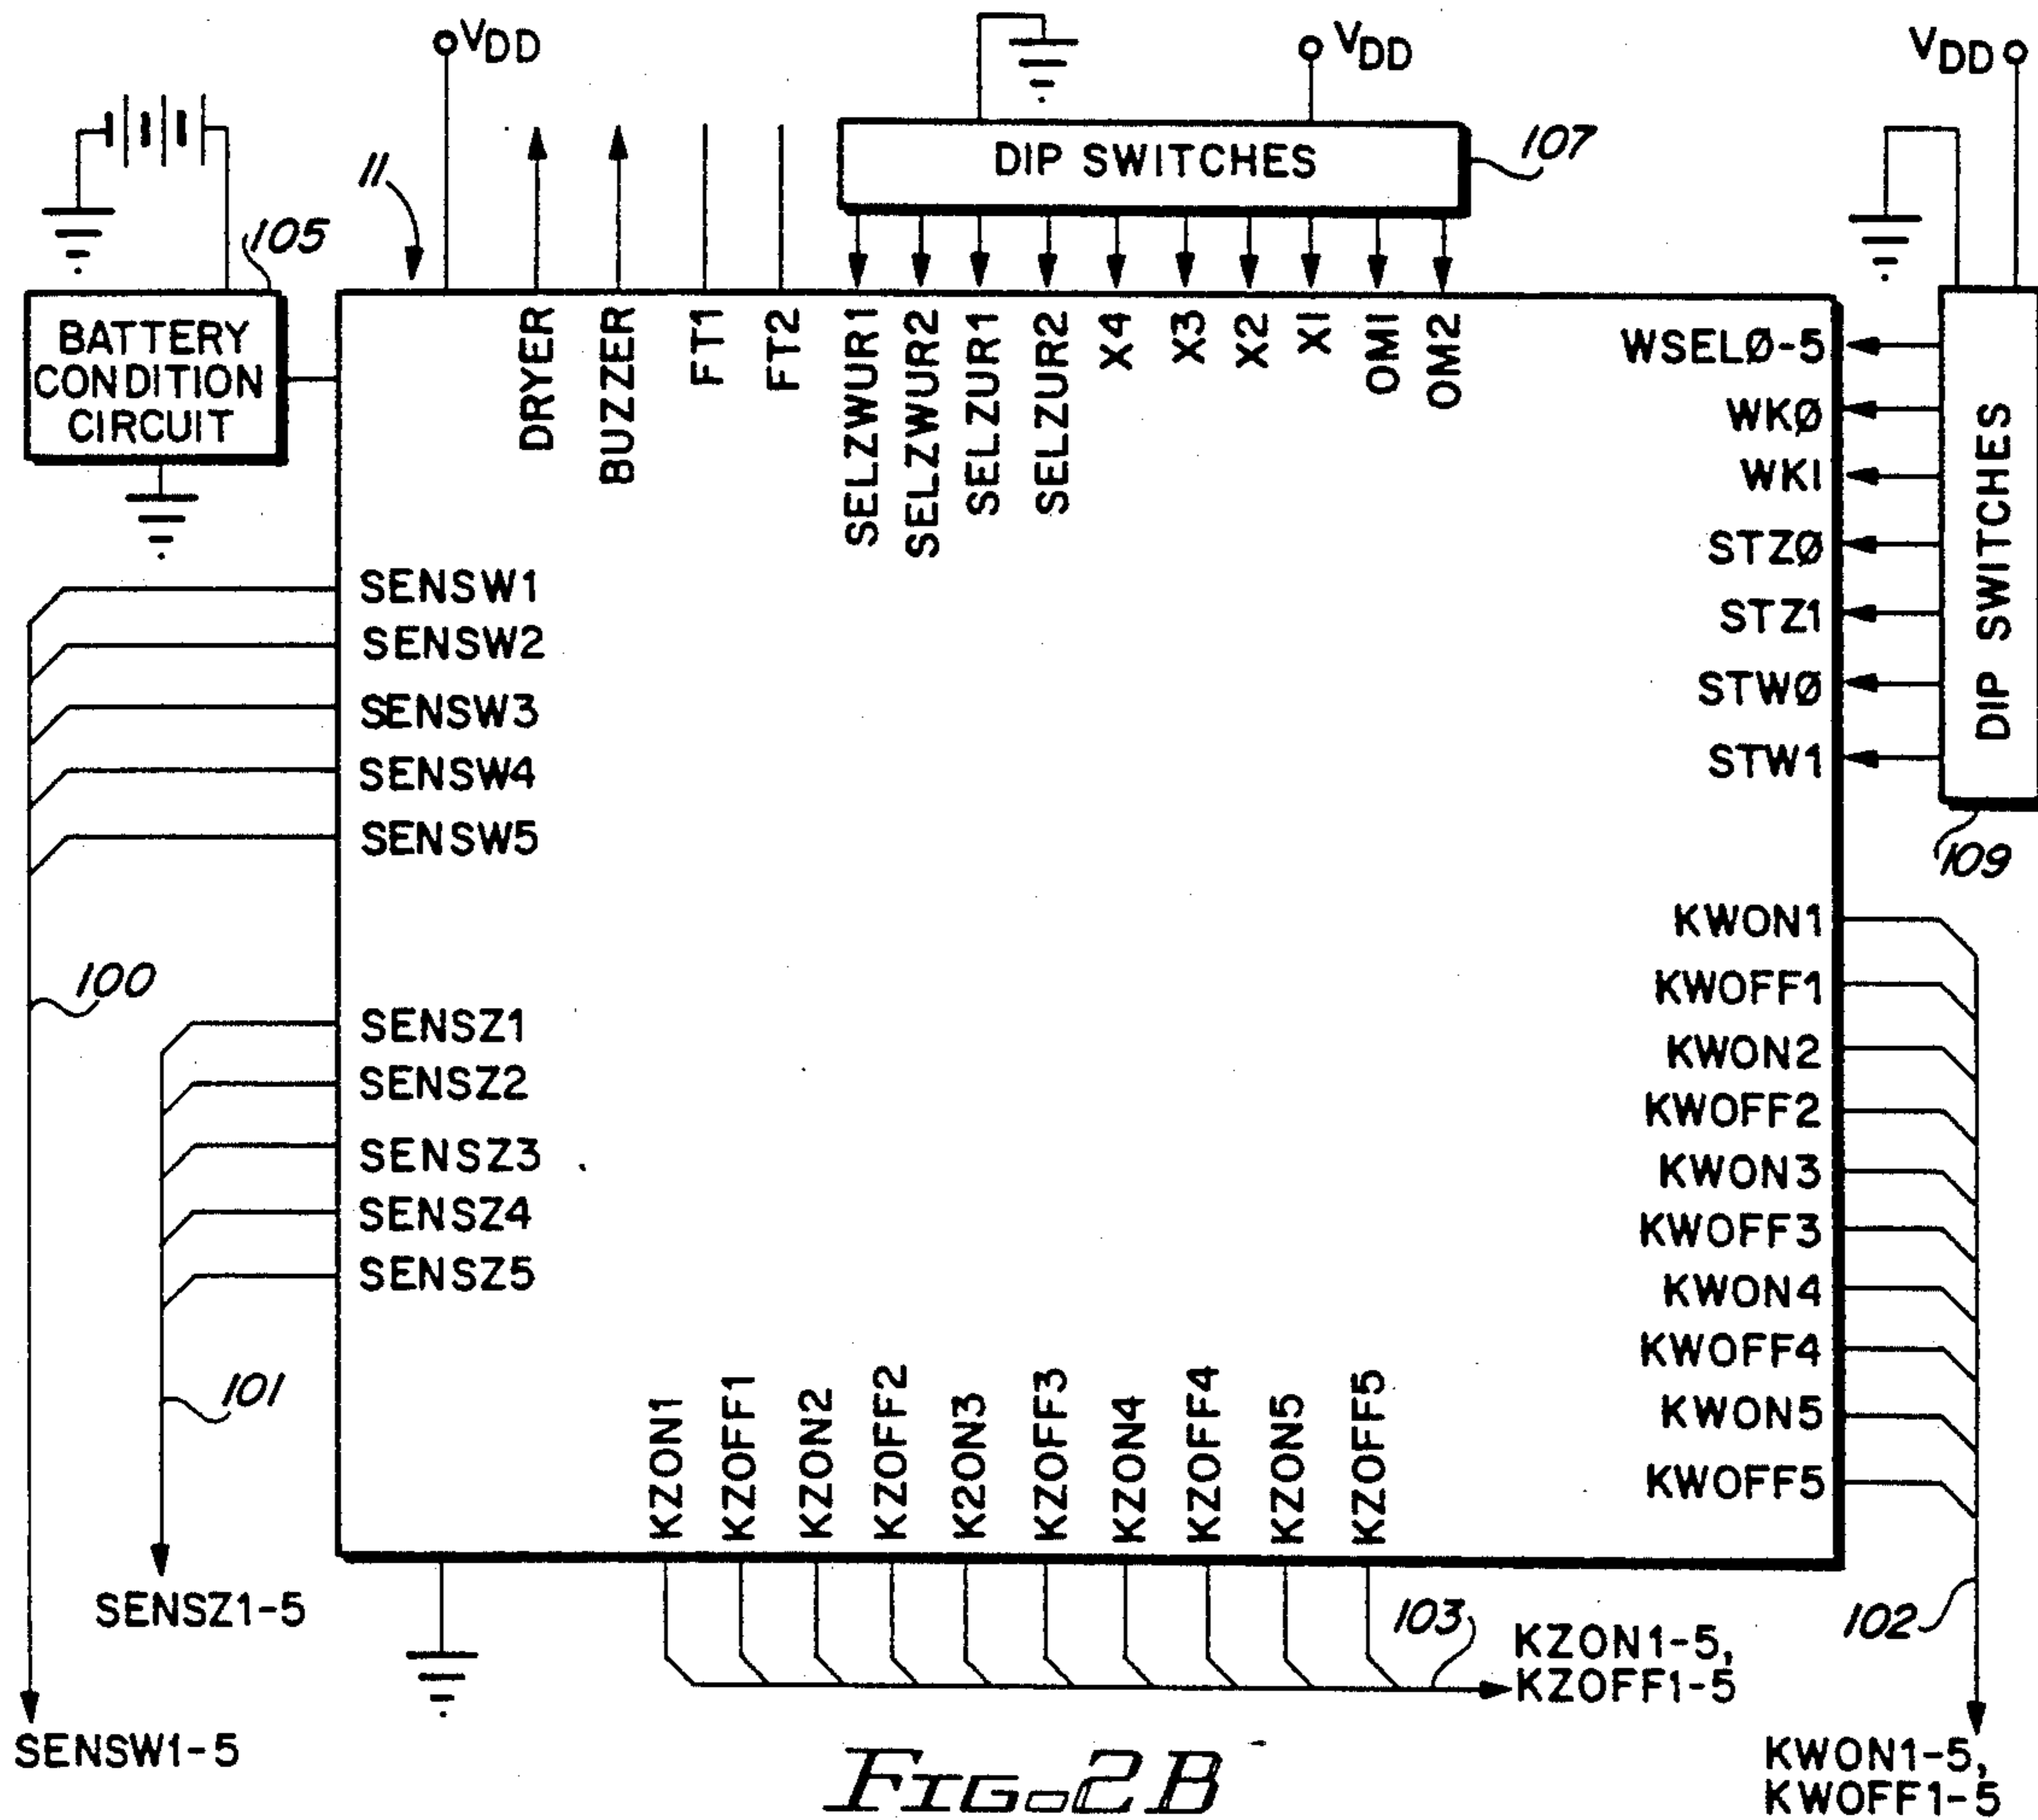 VDD
VDD
VDD
11
105
BATTERY
CONDITION
CIRCUIT
DIP SWITCHES
107
DRYER
BUZZER
FT1
FT2
SELZWUR1
SELZWUR2
SELZUR1
SELZUR2
X4
X3
X2
X1
OM1
OM2
WSELØ-5
WKØ
WK1
STZØ
STZ1
STWØ
STW1
DIP SWITCHES
109
SENSW1
SENSW2
SENSW3
SENSW4
SENSW5
100
SENSZ1
SENSZ2
SENSZ3
SENSZ4
SENSZ5
101
KWON1
KWOFF1
KWON2
KWOFF2
KWON3
KWOFF3
KWON4
KWOFF4
KWON5
KWOFF5
102
KZON1
KZOFF1
KZON2
KZOFF2
K2ON3
KZOFF3
KZON4
KZOFF4
KZON5
KZOFF5
103
SENSZ1-5
SENSW1-5
KZON1-5,
KZOFF1-5
KWON1-5,
KWOFF1-5
FIG-2B